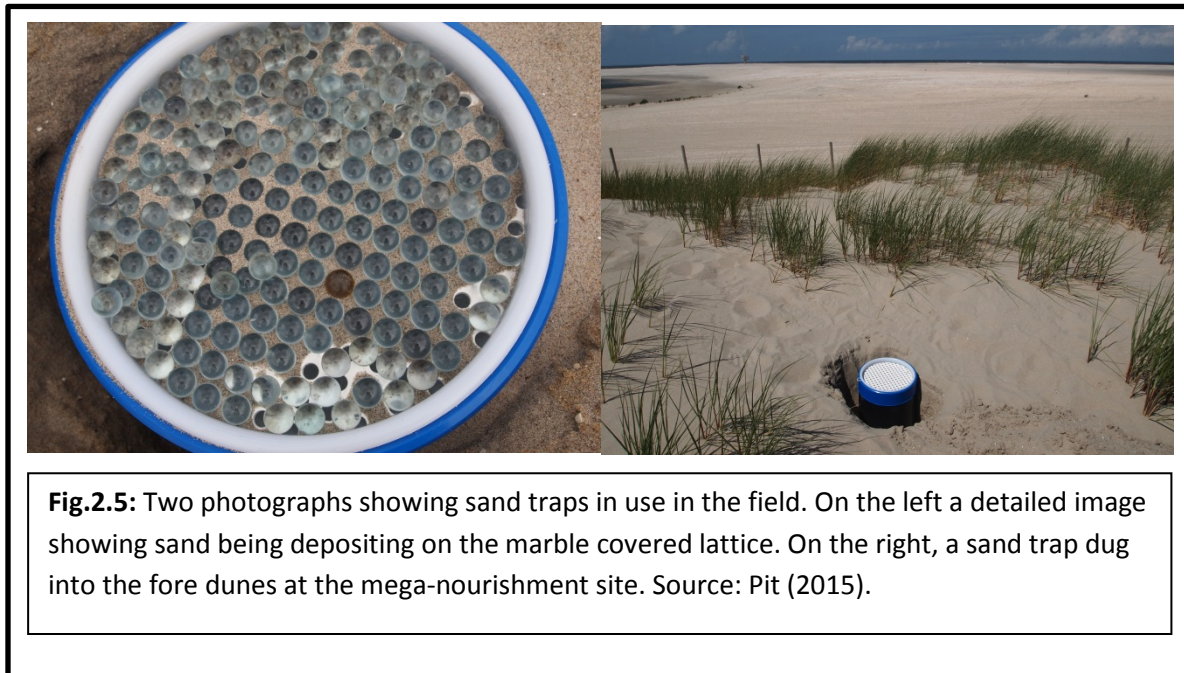 Fig.2.5: Two photographs showing sand traps in use in the field. On the left a detailed image
showing sand being depositing on the marble covered lattice. On the right, a sand trap dug
into the fore dunes at the mega-nourishment site. Source: Pit (2015).